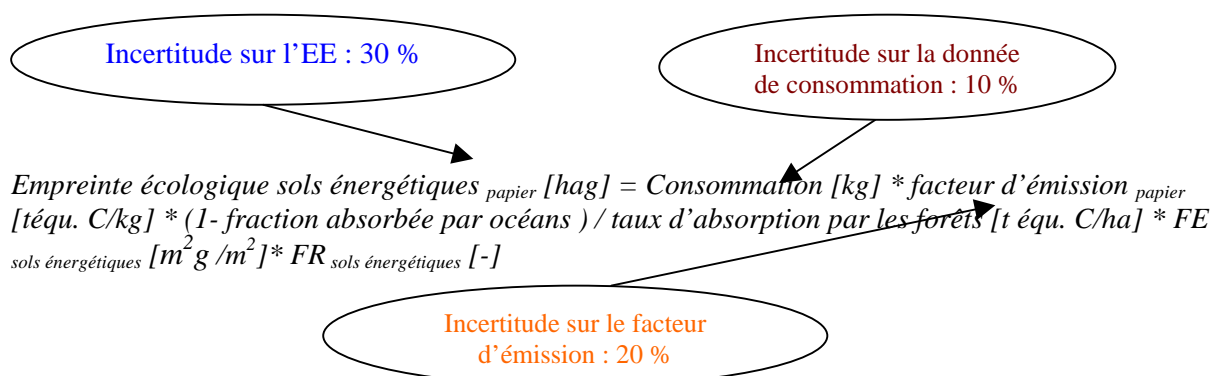 Incertitude sur l’EE : 30 %
Incertitude sur la donnée
de consommation : 10 %
Empreinte écologique sols énergétiques papier [hag] = Consommation [kg] * facteur d’émission papier
[téqu. C/kg] * (1- fraction absorbée par océans ) / taux d’absorption par les forêts [t équ. C/ha] * FE
sols énergétiques [m2g /m2]* FR sols énergétiques [-]
Incertitude sur le facteur
d’émission : 20 %